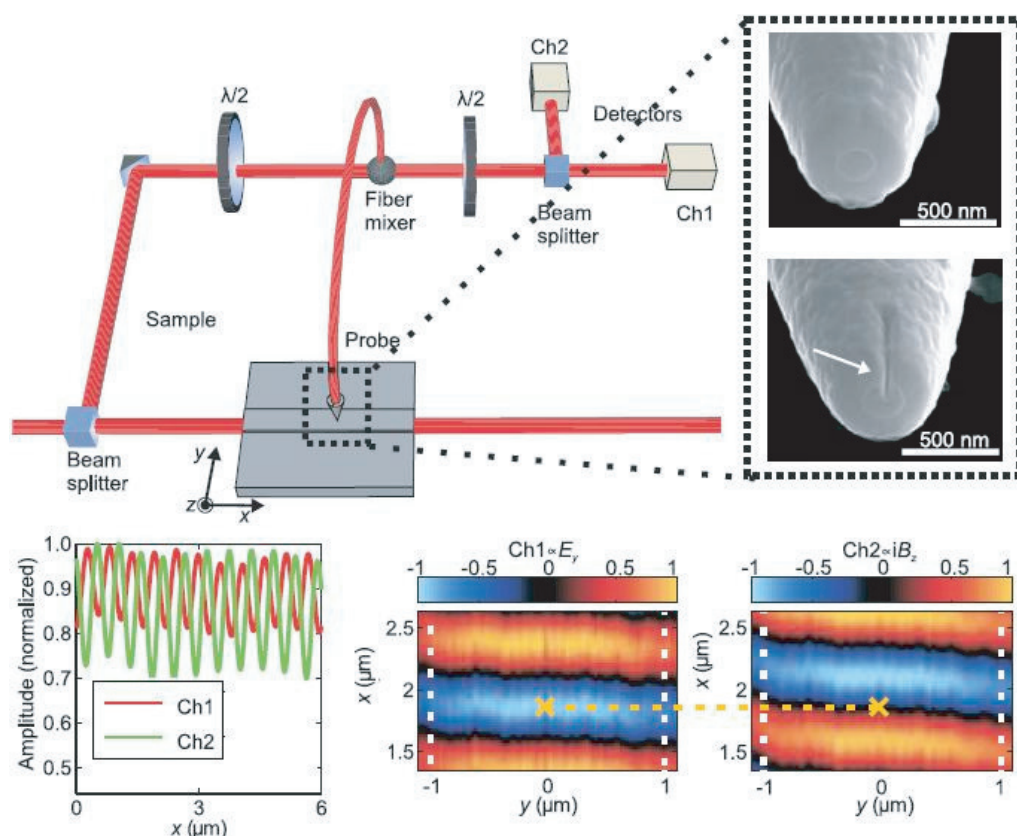 Ch2
λ/2
λ/2
Detectors
Fiber
mixer
Beam
splitter
Ch1
500 nm
Sample
Probe
500 nm
Beam
splitter
y
z
x
Amplitude (normalized)
1.0
0.9
0.8
0.7
0.6
0.5
Ch1
Ch2
0
3
6
x (µm)
Ch1∝Ey
-1
-0.5
0
0.5
1
x (µm)
2.5
2
1.5
-1
0
1
y (µm)
Ch2∝iBz
-1
-0.5
0
0.5
1
x (µm)
2.5
2
1.5
-1
0
1
y (µm)